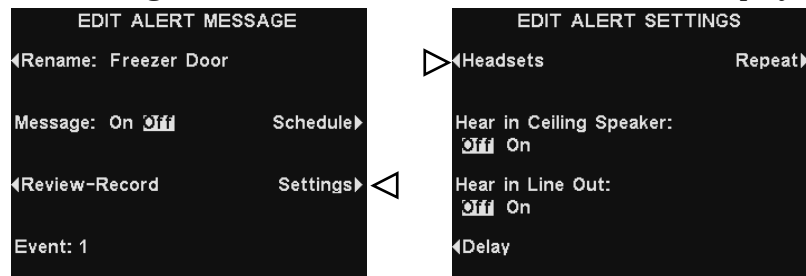 EDIT ALERT MESSAGE
◀Rename: Freezer Door
Message: On Off Schedule▶
◀Review-Record Settings▶
Event: 1
EDIT ALERT SETTINGS
◀Headsets Repeat▶
Hear in Ceiling Speaker:
Off On
Hear in Line Out:
Off On
◀Delay